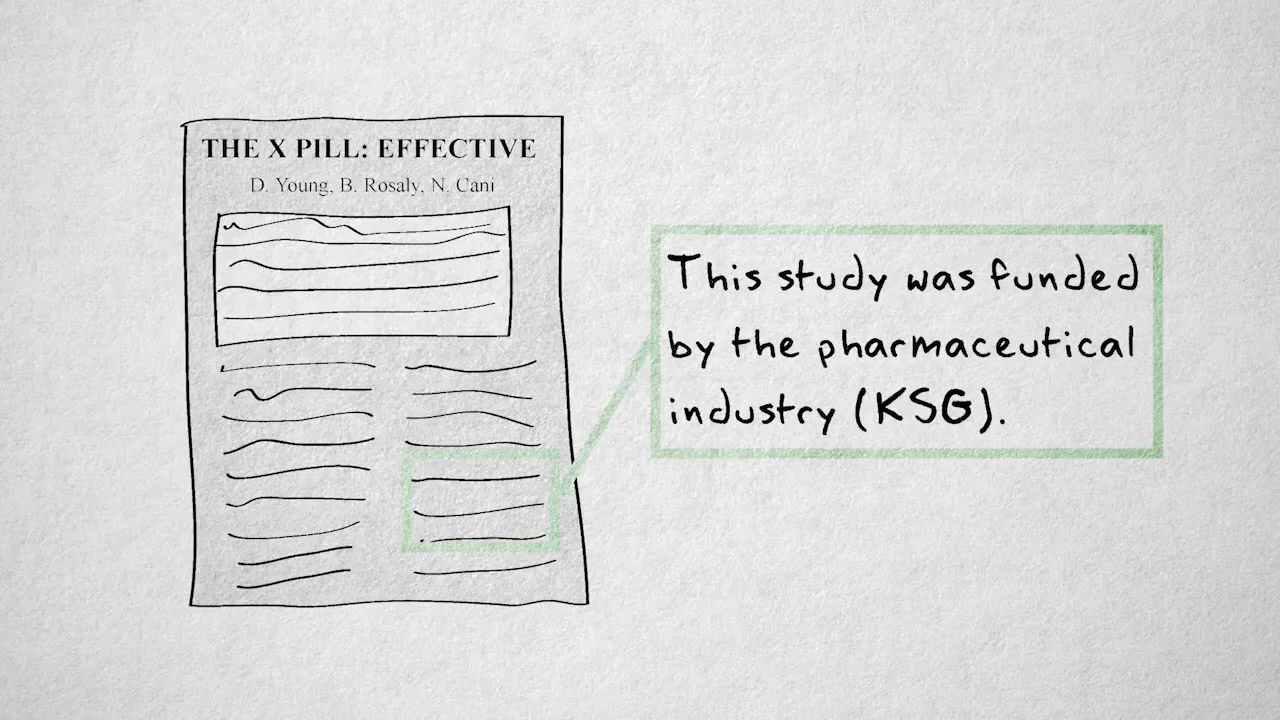 THE X PILL: EFFECTIVE
D. Young, B. Rosaly, N. Cani
This study was funded
by the pharmaceutical
industry (KSG).